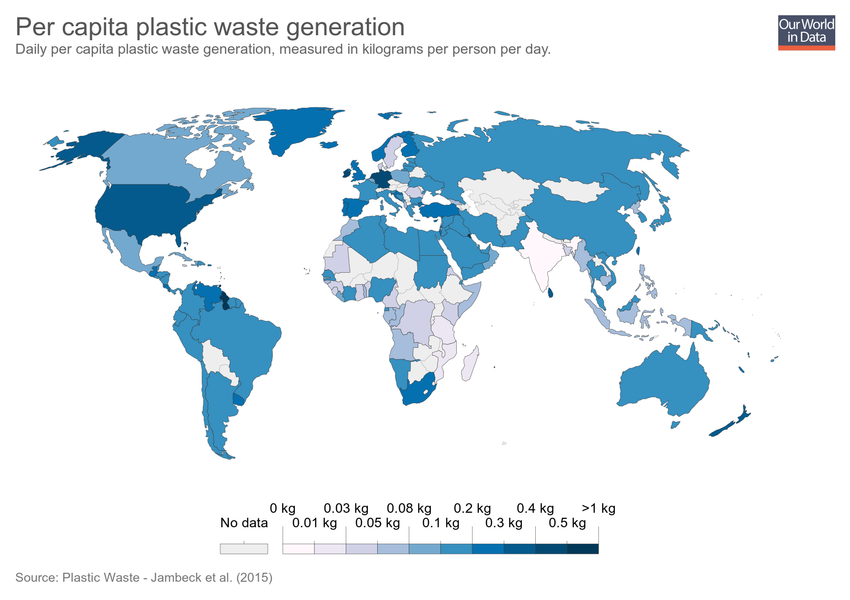 Per capita plastic waste generation
Daily per capita plastic waste generation, measured in kilograms per person per day.
Our World
in Data
0 kg 0.03 kg 0.08 kg 0.2 kg 0.4 kg >1 kg
No data 0.01 kg 0.05 kg 0.1 kg 0.3 kg 0.5 kg
Source: Plastic Waste - Jambeck et al. (2015)